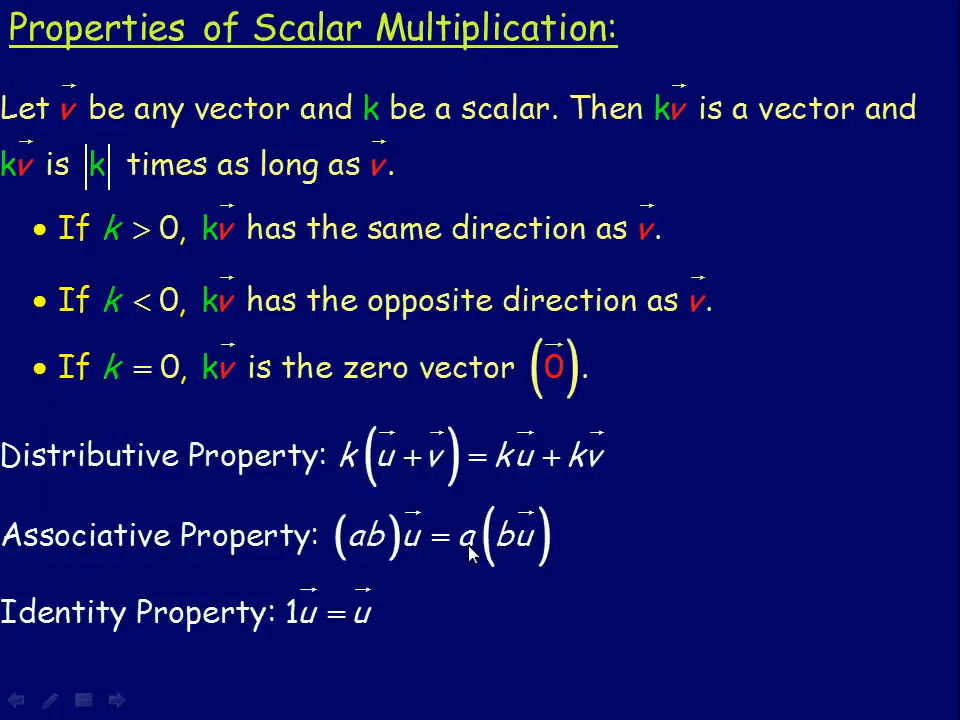 Properties of Scalar Multiplication:
Let v⃗ be any vector and k be a scalar. Then kv⃗ is a vector and
kv⃗ is |k| times as long as v⃗.
• If k > 0, kv⃗ has the same direction as v⃗.
• If k < 0, kv⃗ has the opposite direction as v⃗.
• If k = 0, kv⃗ is the zero vector (0⃗).
Distributive Property: k(u⃗ + v⃗) = ku⃗ + kv⃗
Associative Property: (ab)u⃗ = a(bu⃗)
Identity Property: 1u⃗ = u⃗